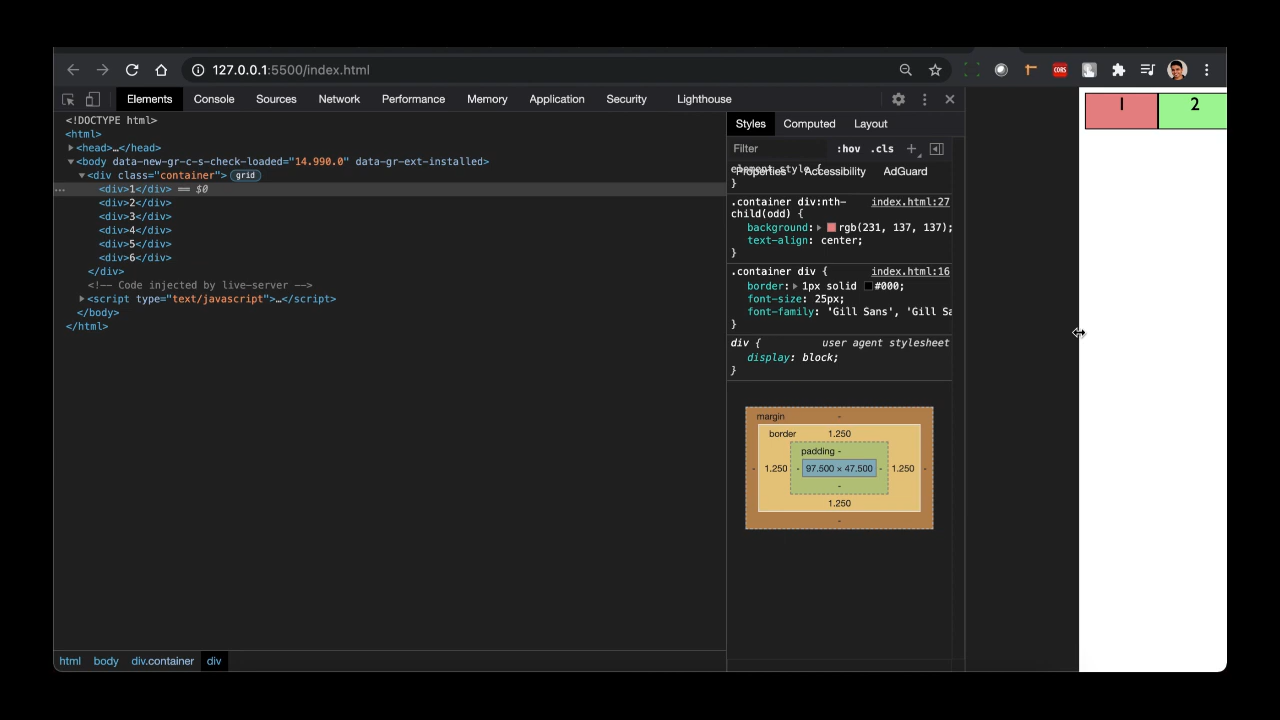 127.0.0.1:5500/index.html
CORS
1 2
Elements Console Sources Network Performance Memory Application Security Lighthouse
<!DOCTYPE html>
<html>
<head>…</head>
<body data-new-gr-c-s-check-loaded="14.990.0" data-gr-ext-installed>
<div class="container"> grid
… <div>1</div> == $0
<div>2</div>
<div>3</div>
<div>4</div>
<div>5</div>
<div>6</div>
</div>
<!-- Code injected by live-server -->
<script type="text/javascript">…</script>
</body>
</html>
html body div.container div
Styles Computed Layout
Filter :hov .cls +
element.style {
Properties Accessibility AdGuard
}
.container div:nth- index.html:27
child(odd) {
background: rgb(231, 137, 137);
text-align: center;
}
.container div { index.html:16
border: 1px solid #000;
font-size: 25px;
font-family: 'Gill Sans', 'Gill Sa
}
div { user agent stylesheet
display: block;
}
margin -
border 1.250
padding -
- 1.250 - 97.500 × 47.500 - 1.250 -
-
1.250
-